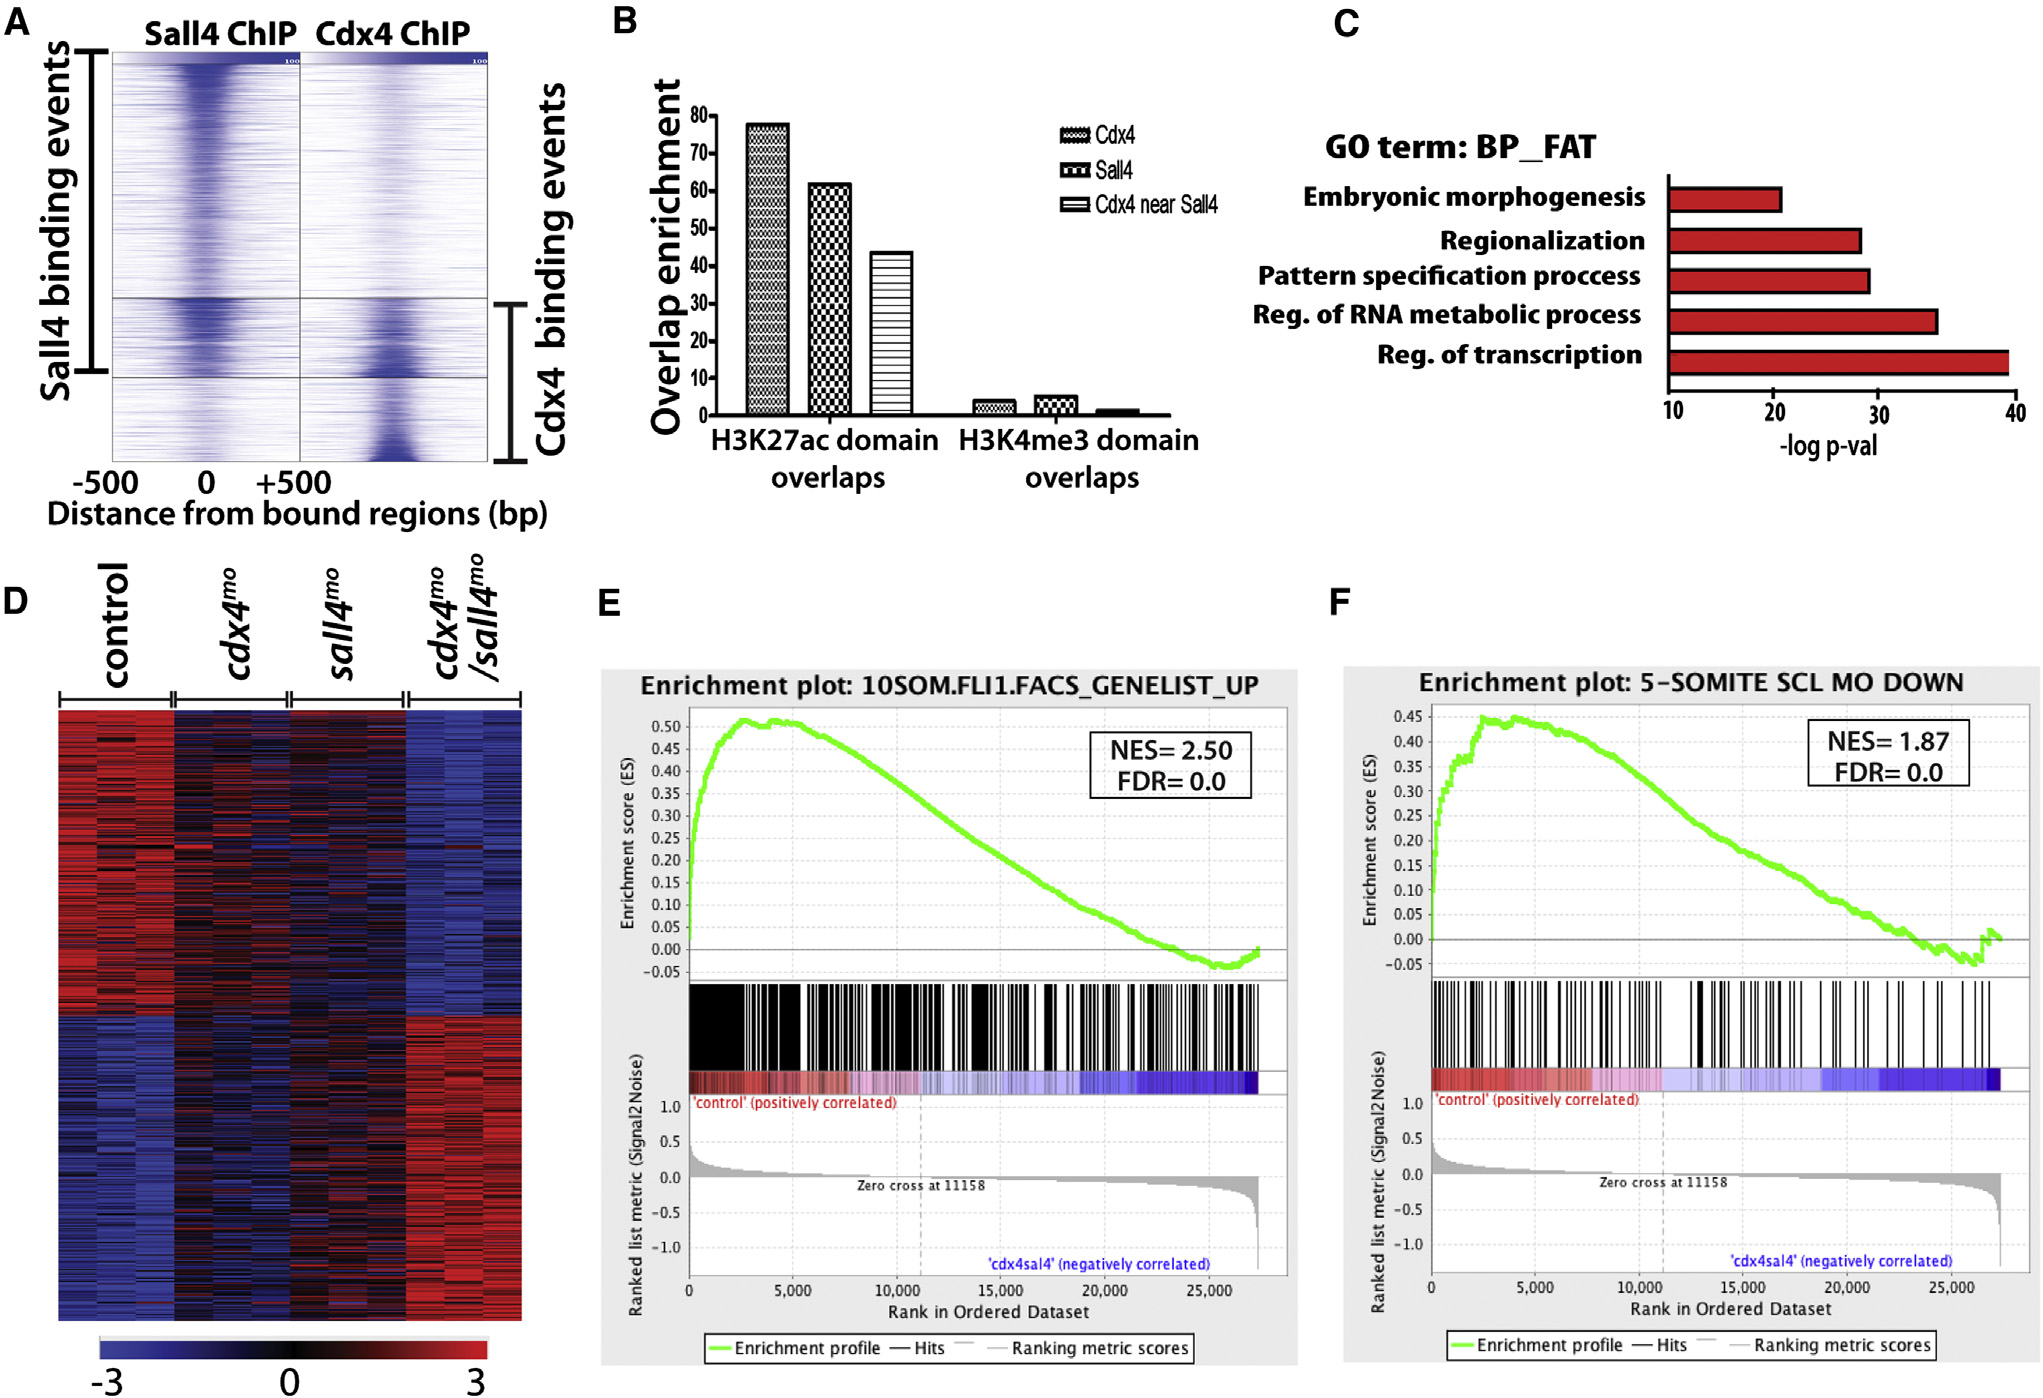 A
Sall4 ChIP
Cdx4 ChIP
100
100
Sall4 binding events
Cdx4 binding events
-500
0
+500
Distance from bound regions (bp)
B
Overlap enrichment
80
70
60
50
40
30
20
10
0
Cdx4
Sall4
Cdx4 near Sall4
H3K27ac domain
overlaps
H3K4me3 domain
overlaps
C
GO term: BP_FAT
Embryonic morphogenesis
Regionalization
Pattern specification proccess
Reg. of RNA metabolic process
Reg. of transcription
10
20
30
40
-log p-val
D
control
cdx4mo
sall4mo
cdx4mo
/sall4mo
-3
0
3
E
Enrichment plot: 10SOM.FLI1.FACS_GENELIST_UP
NES= 2.50
FDR= 0.0
Enrichment score (ES)
0.50
0.45
0.40
0.35
0.30
0.25
0.20
0.15
0.10
0.05
0.00
-0.05
Ranked list metric (Signal2Noise)
1.0
0.5
0.0
-0.5
-1.0
'control' (positively correlated)
Zero cross at 11158
'cdx4sal4' (negatively correlated)
0
5,000
10,000
15,000
20,000
25,000
Rank in Ordered Dataset
Enrichment profile
Hits
Ranking metric scores
F
Enrichment plot: 5-SOMITE SCL MO DOWN
NES= 1.87
FDR= 0.0
Enrichment score (ES)
0.45
0.40
0.35
0.30
0.25
0.20
0.15
0.10
0.05
0.00
-0.05
Ranked list metric (Signal2Noise)
1.0
0.5
0.0
-0.5
-1.0
'control' (positively correlated)
Zero cross at 11158
'cdx4sal4' (negatively correlated)
0
5,000
10,000
15,000
20,000
25,000
Rank in Ordered Dataset
Enrichment profile
Hits
Ranking metric scores